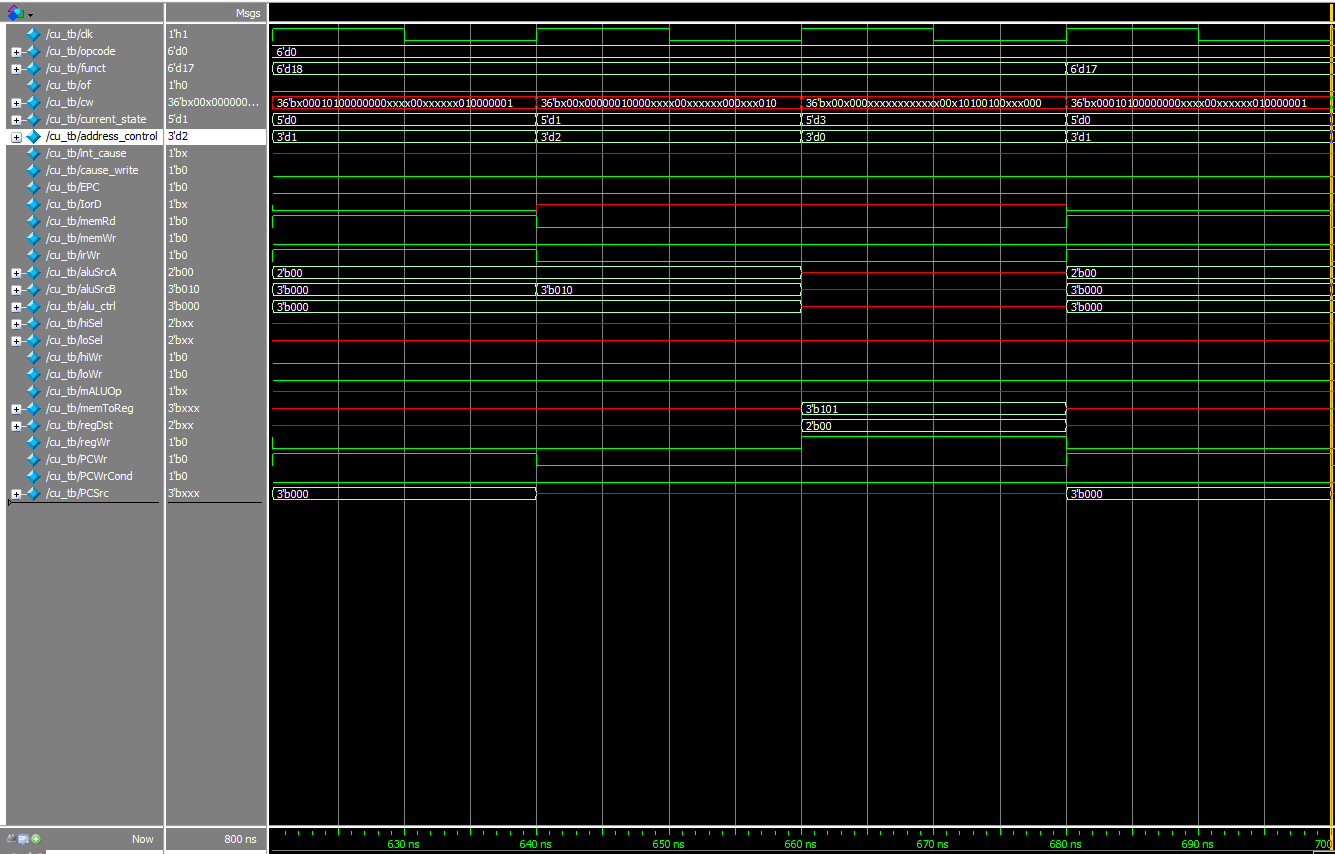 Msgs
/cu_tb/clk 1'h1
/cu_tb/opcode 6'd0 6'd0
/cu_tb/funct 6'd17 6'd18 6'd17
/cu_tb/of 1'h0
/cu_tb/cw 36'bx00x000000... 36'bx00010100000000xxxx00xxxxxx010000001 36'bx00x00000010000xxxx00xxxxxx000xxx010 36'bx00x000xxxxxxxxxxxxx00x10100100xxx000 36'bx00010100000000xxxx00xxxxxx010000001
/cu_tb/current_state 5'd1 5'd0 5'd1 5'd3 5'd0
/cu_tb/address_control 3'd2 3'd1 3'd2 3'd0 3'd1
/cu_tb/int_cause 1'bx
/cu_tb/cause_write 1'b0
/cu_tb/EPC 1'b0
/cu_tb/IorD 1'bx
/cu_tb/memRd 1'b0
/cu_tb/memWr 1'b0
/cu_tb/irWr 1'b0
/cu_tb/aluSrcA 2'b00 2'b00 2'b00
/cu_tb/aluSrcB 3'b010 3'b000 3'b010 3'b000
/cu_tb/alu_ctrl 3'b000 3'b000 3'b000
/cu_tb/hiSel 2'bxx
/cu_tb/loSel 2'bxx
/cu_tb/hiWr 1'b0
/cu_tb/loWr 1'b0
/cu_tb/mALUOp 1'bx
/cu_tb/memToReg 3'bxxx 3'b101
/cu_tb/regDst 2'bxx 2'b00
/cu_tb/regWr 1'b0
/cu_tb/PCWr 1'b0
/cu_tb/PCWrCond 1'b0
/cu_tb/PCSrc 3'bxxx 3'b000 3'b000
Now 800 ns
630 ns 640 ns 650 ns 660 ns 670 ns 680 ns 690 ns 700